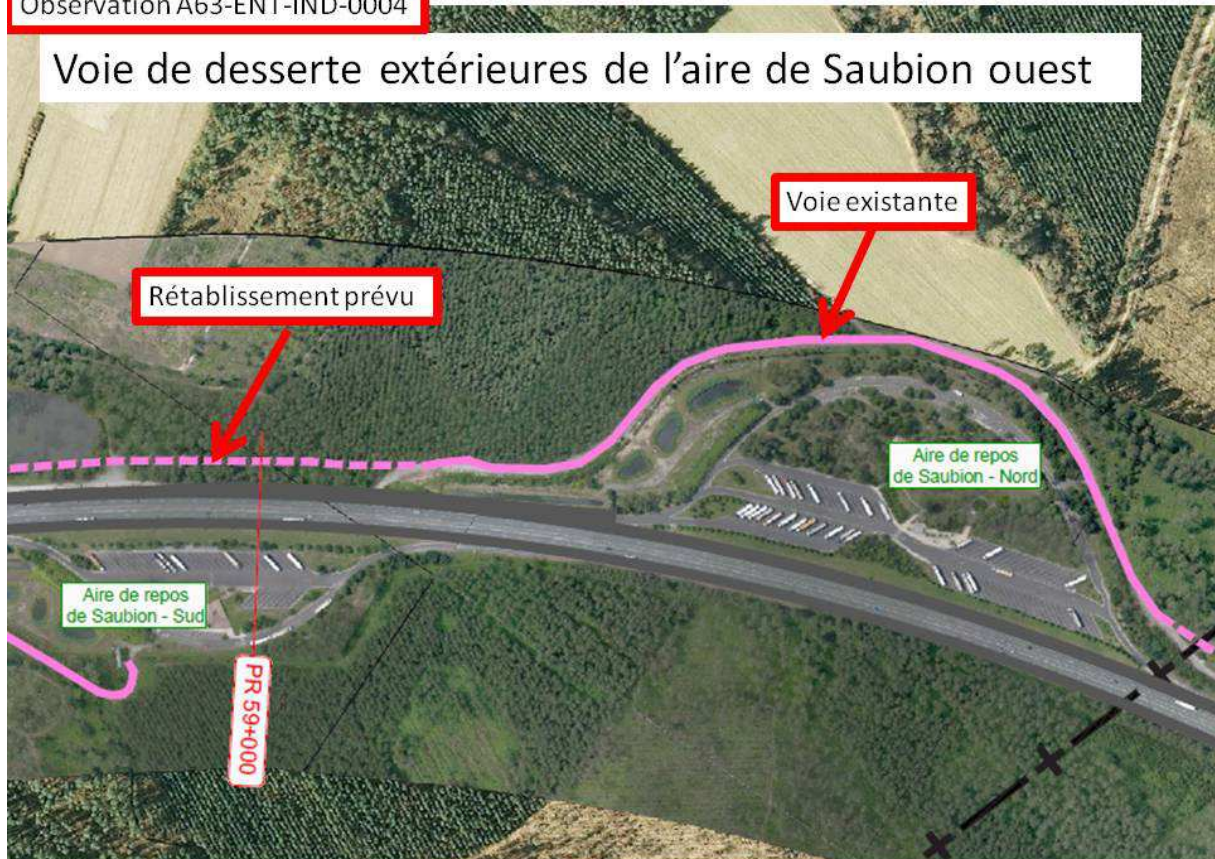 Observation A63-ENT-IND-0004
Voie de desserte extérieures de l'aire de Saubion ouest
Voie existante
Rétablissement prévu
Aire de repos
de Saubion - Nord
Aire de repos
de Saubion - Sud
PR 59+000